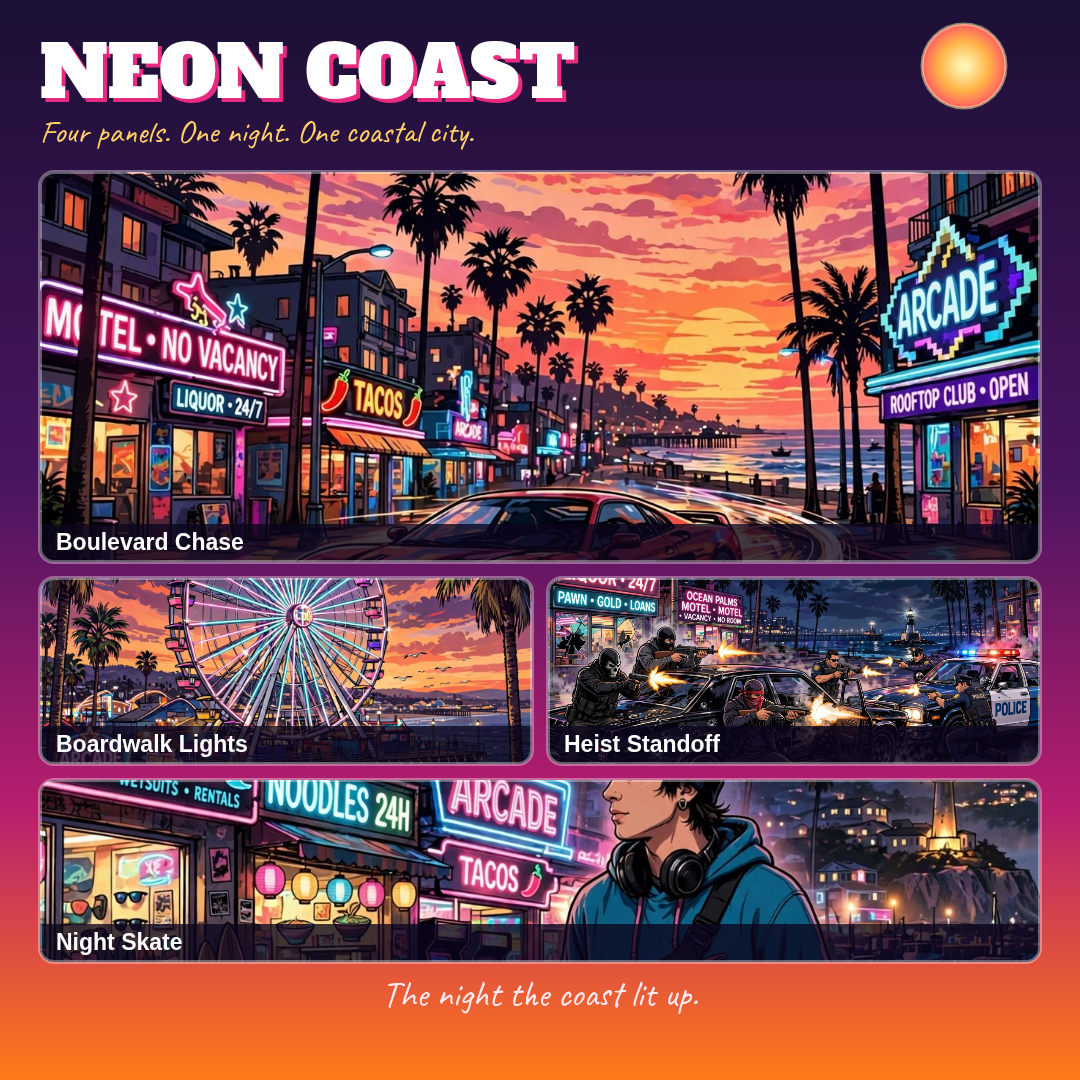 NEON COAST
Four panels. One night. One coastal city.
MOTEL • NO VACANCY
LIQUOR • 24/7
TACOS
ARCADE
ARCADE
ROOFTOP CLUB • OPEN
Boulevard Chase
Boardwalk Lights
24/7
PAWN • GOLD • LOANS
OCEAN PALMS
MOTEL • MOTEL
• VACANCY • NO ROOM
POLICE
Heist Standoff
WETSUITS • RENTALS
NOODLES 24H
ARCADE
TACOS
Night Skate
The night the coast lit up.